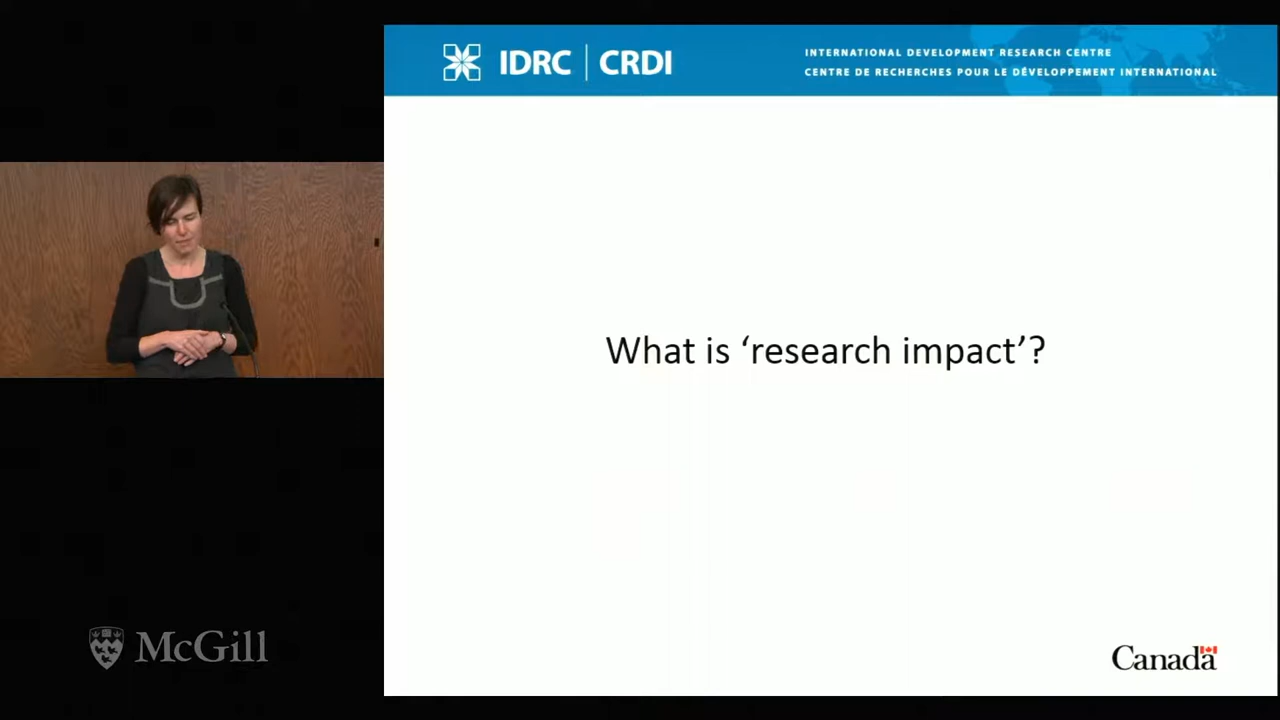 IDRC | CRDI
INTERNATIONAL DEVELOPMENT RESEARCH CENTRE
CENTRE DE RECHERCHES POUR LE DÉVELOPPEMENT INTERNATIONAL
What is ‘research impact’?
McGill
Canada